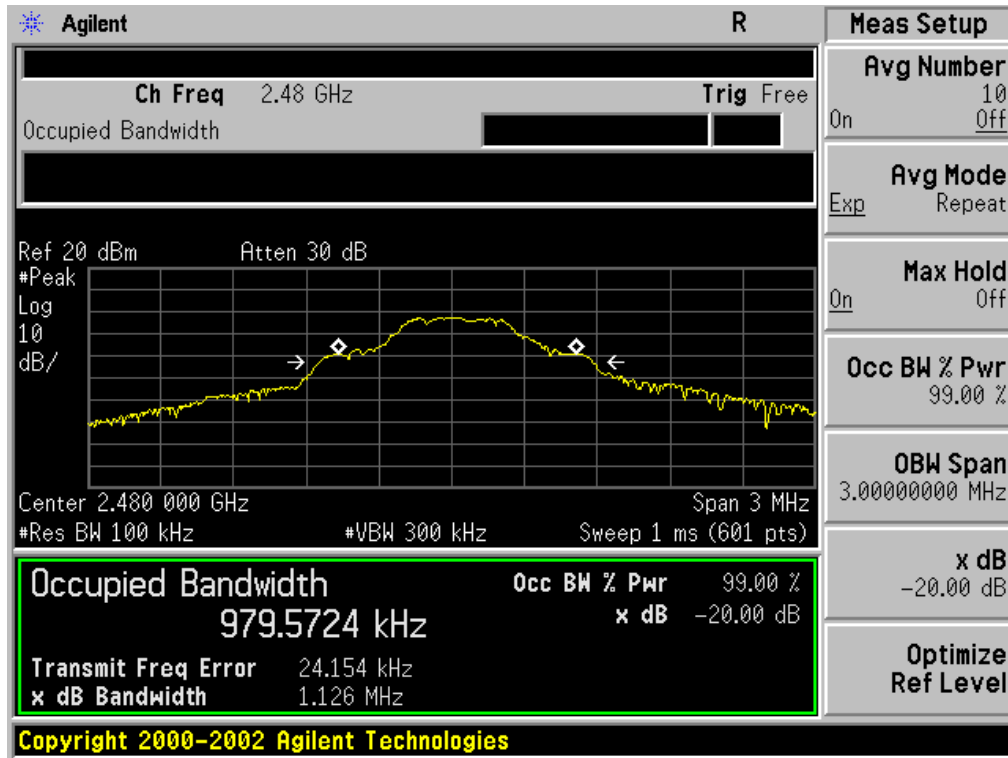 Agilent R
Ch Freq 2.48 GHz Trig Free
Occupied Bandwidth
Ref 20 dBm Atten 30 dB
#Peak
Log
10
dB/
Center 2.480 000 GHz Span 3 MHz
#Res BW 100 kHz #VBW 300 kHz Sweep 1 ms (601 pts)
Occupied Bandwidth Occ BW % Pwr 99.00 %
979.5724 kHz x dB -20.00 dB
Transmit Freq Error 24.154 kHz
x dB Bandwidth 1.126 MHz
Copyright 2000-2002 Agilent Technologies
Meas Setup
Avg Number
10
On Off
Avg Mode
Exp Repeat
Max Hold
On Off
Occ BW % Pwr
99.00 %
OBW Span
3.00000000 MHz
x dB
-20.00 dB
Optimize
Ref Level